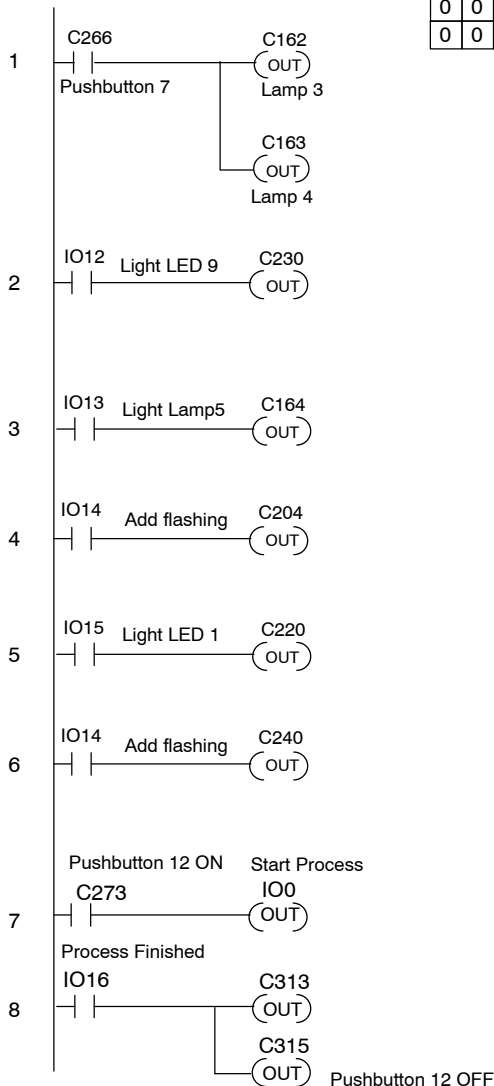 0 0
0 0
C266 C162
1 OUT
Pushbutton 7 Lamp 3
C163
OUT
Lamp 4
IO12 Light LED 9 C230
2 OUT
IO13 Light Lamp5 C164
3 OUT
IO14 Add flashing C204
4 OUT
IO15 Light LED 1 C220
5 OUT
IO14 Add flashing C240
6 OUT
Pushbutton 12 ON Start Process
C273 IO0
7 OUT
Process Finished
IO16 C313
8 OUT
C315
OUT Pushbutton 12 OFF